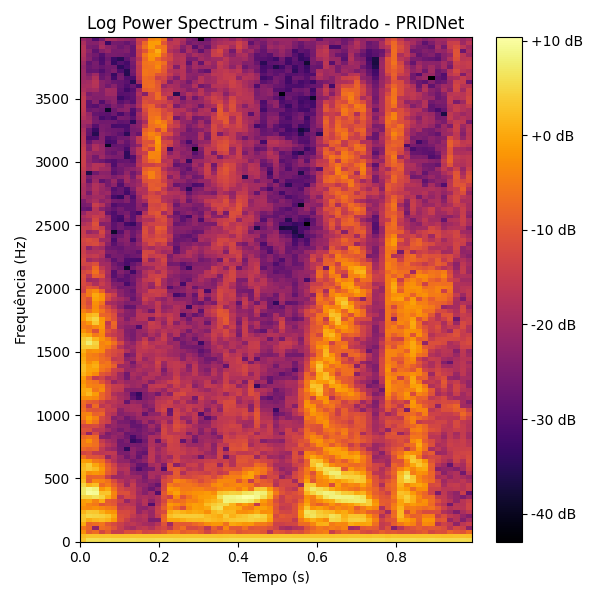 Log Power Spectrum - Sinal filtrado - PRIDNet
Frequência (Hz)
3500
3000
2500
2000
1500
1000
500
0
0.0 0.2 0.4 0.6 0.8
Tempo (s)
+10 dB
+0 dB
-10 dB
-20 dB
-30 dB
-40 dB